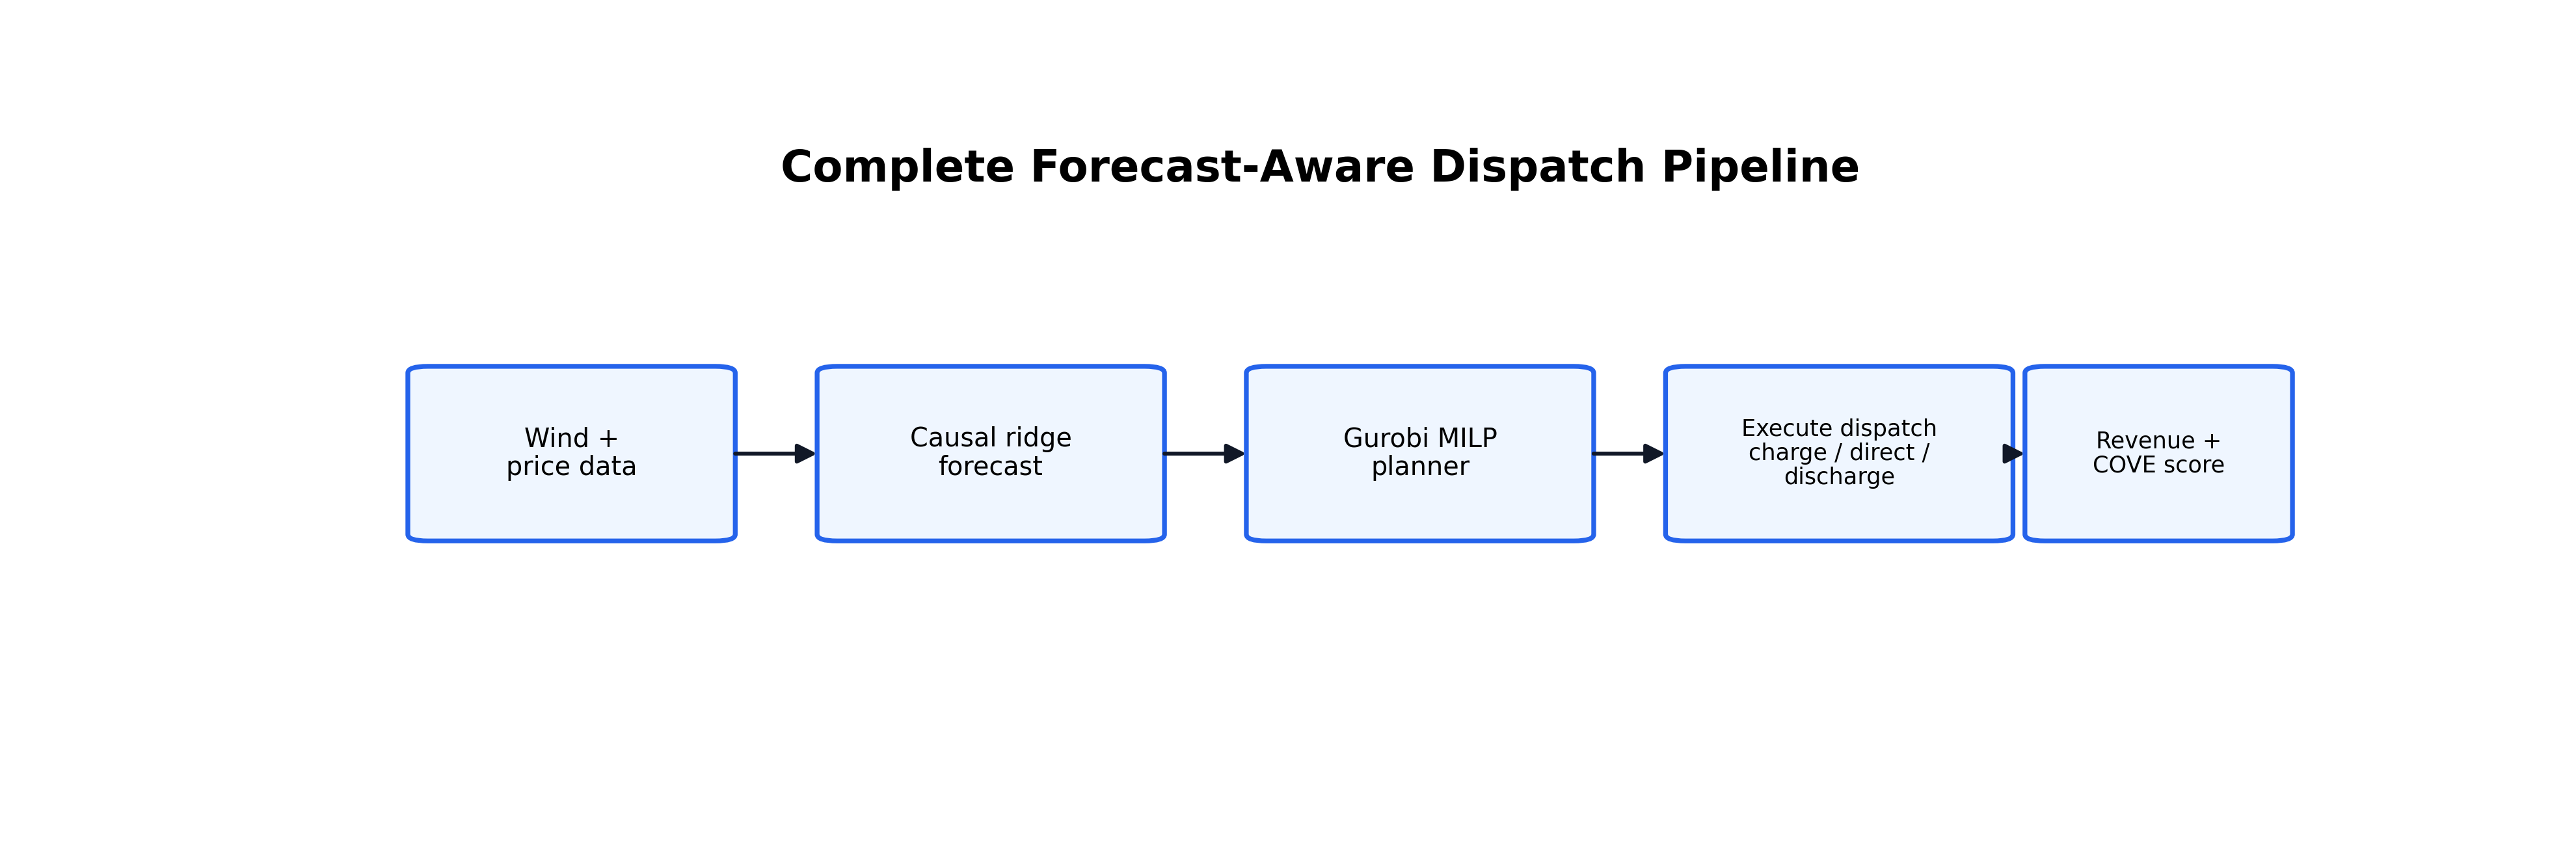 Complete Forecast-Aware Dispatch Pipeline
Wind +
price data
Causal ridge
forecast
Gurobi MILP
planner
Execute dispatch
charge / direct /
discharge
Revenue +
COVE score